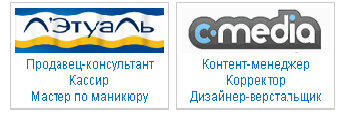 Л'Этуаль
Продавец-консультант
Кассир
Мастер по маникюру
c-media
Контент-менеджер
Корректор
Дизайнер-верстальщик